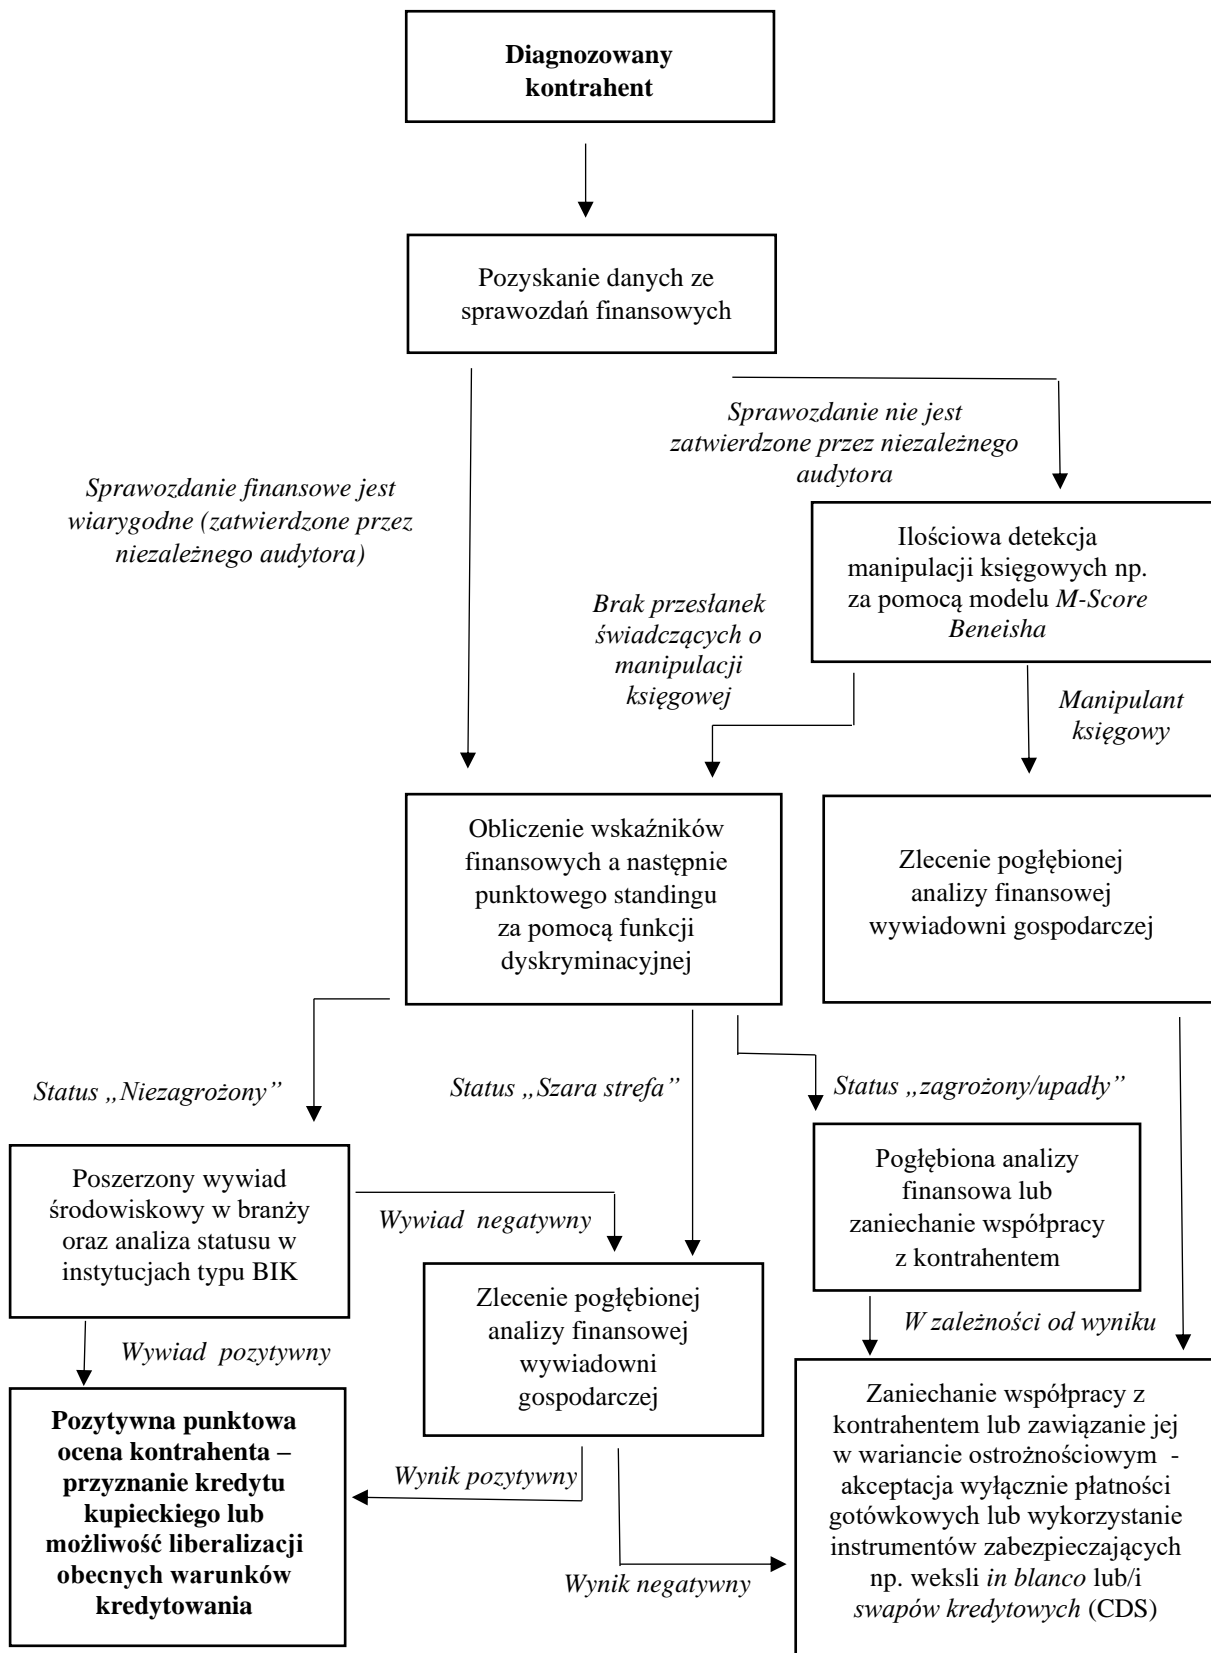 Diagnozowany
kontrahent
Pozyskanie danych ze
sprawozdań finansowych
Sprawozdanie nie jest
zatwierdzone przez niezależnego
audytora
Sprawozdanie finansowe jest
wiarygodne (zatwierdzone przez
niezależnego audytora)
Ilościowa detekcja
manipulacji księgowych np.
za pomocą modelu M-Score
Beneisha
Brak przesłanek
świadczących o
manipulacji
księgowej
Manipulant
księgowy
Obliczenie wskaźników
finansowych a następnie
punktowego standingu
za pomocą funkcji
dyskryminacyjnej
Zlecenie pogłębionej
analizy finansowej
wywiadowni gospodarczej
Status „Niezagrożony”
Status „Szara strefa”
Status „zagrożony/upadły”
Poszerzony wywiad
środowiskowy w branży
oraz analiza statusu w
instytucjach typu BIK
Wywiad negatywny
Pogłębiona analizy
finansowa lub
zaniechanie współpracy
z kontrahentem
Zlecenie pogłębionej
analizy finansowej
wywiadowni
gospodarczej
W zależności od wyniku
Wywiad pozytywny
Pozytywna punktowa
ocena kontrahenta –
przyznanie kredytu
kupieckiego lub
możliwość liberalizacji
obecnych warunków
kredytowania
Wynik pozytywny
Wynik negatywny
Zaniechanie współpracy z
kontrahentem lub zawiązanie jej
w wariancie ostrożnościowym -
akceptacja wyłącznie płatności
gotówkowych lub wykorzystanie
instrumentów zabezpieczających
np. weksli in blanco lub/i
swapów kredytowych (CDS)